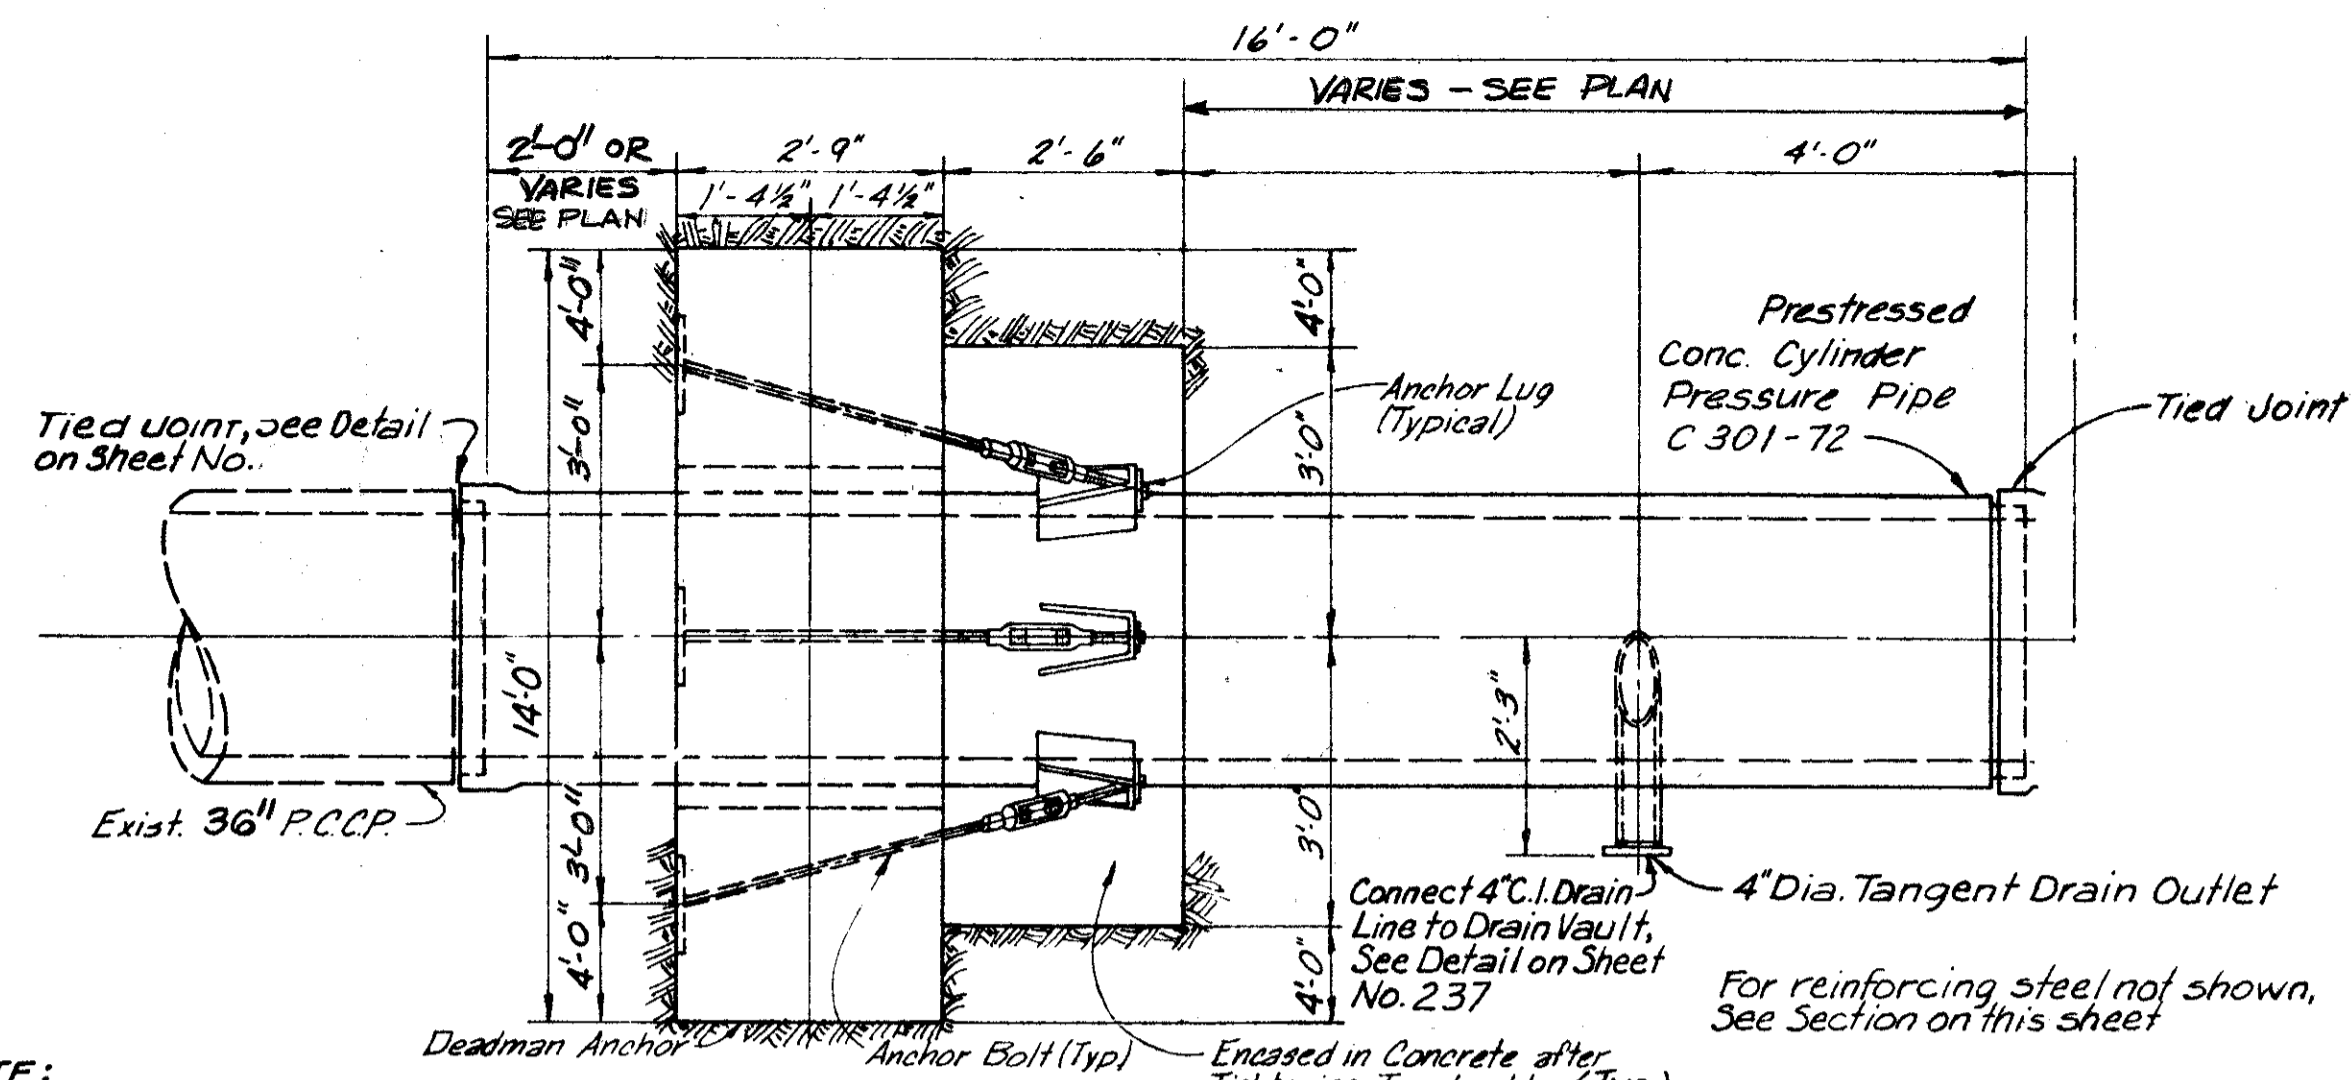 16'-0"
VARIES - SEE PLAN
2'-0" OR
VARIES
SEE PLAN
2'-9"
2'-6"
4'-0"
1'-4½"
1'-4½"
4'-0"
3'-0"
14'-0"
3'-0"
4'-0"
4'-0"
3'-0"
3'-0"
4'-0"
2'-3"
Tied Joint, See Detail
on Sheet No.
Exist. 36" P.C.C.P.
Anchor Lug
(Typical)
Prestressed
Conc. Cylinder
Pressure Pipe
C 301-72
Tied Joint
Connect 4" C.I. Drain
Line to Drain Vault,
See Detail on Sheet
No. 237
4" Dia. Tangent Drain Outlet
For reinforcing steel not shown,
See Section on this sheet
Deadman Anchor
Anchor Bolt (Typ)
Encased in Concrete after